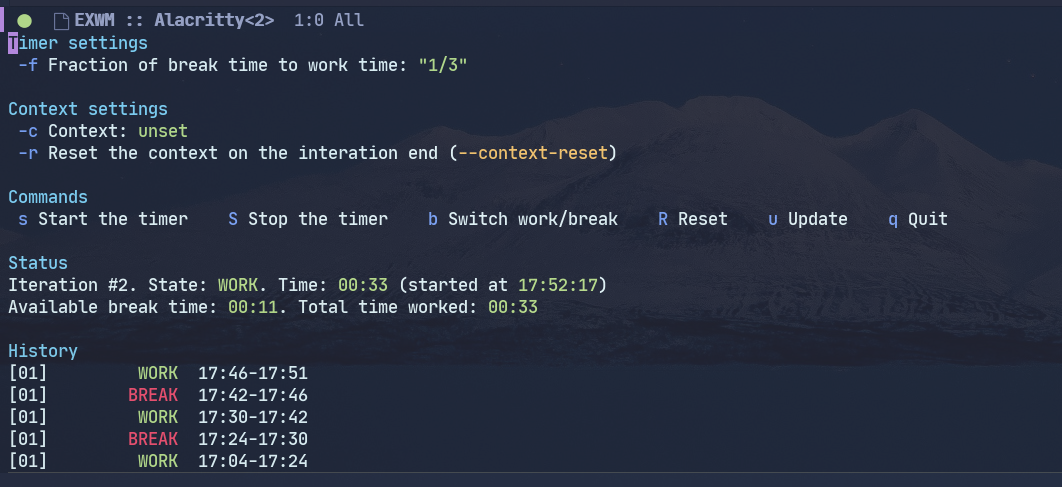 EXWM :: Alacritty<2> 1:0 All
Timer settings
-f Fraction of break time to work time: "1/3"
Context settings
-c Context: unset
-r Reset the context on the interation end (--context-reset)
Commands
s Start the timer S Stop the timer b Switch work/break R Reset u Update q Quit
Status
Iteration #2. State: WORK. Time: 00:33 (started at 17:52:17)
Available break time: 00:11. Total time worked: 00:33
History
[01] WORK 17:46-17:51
[01] BREAK 17:42-17:46
[01] WORK 17:30-17:42
[01] BREAK 17:24-17:30
[01] WORK 17:04-17:24